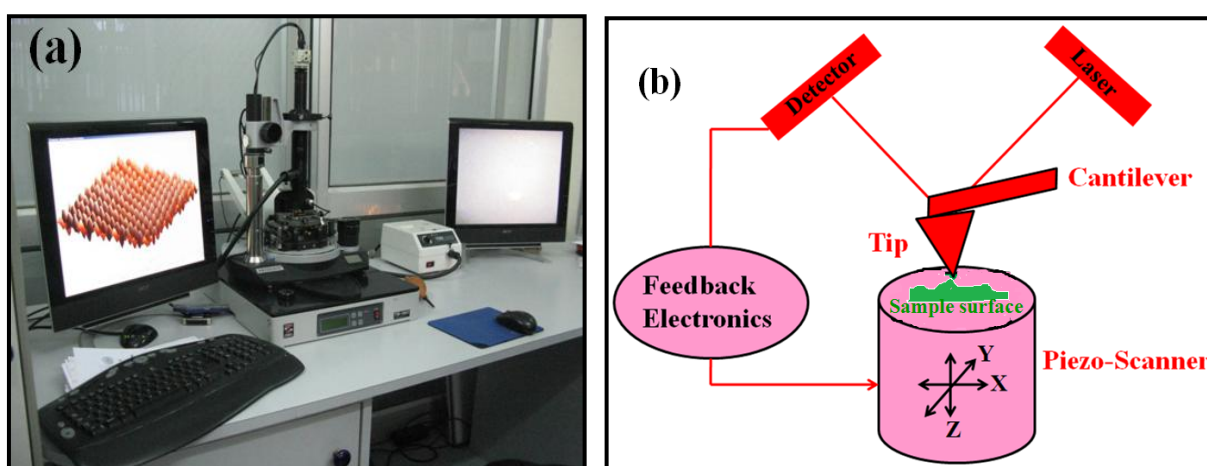 (a)
(b)
Detector
Laser
Cantilever
Tip
Feedback
Electronics
Sample surface
Y
X
Z
Piezo-Scanner